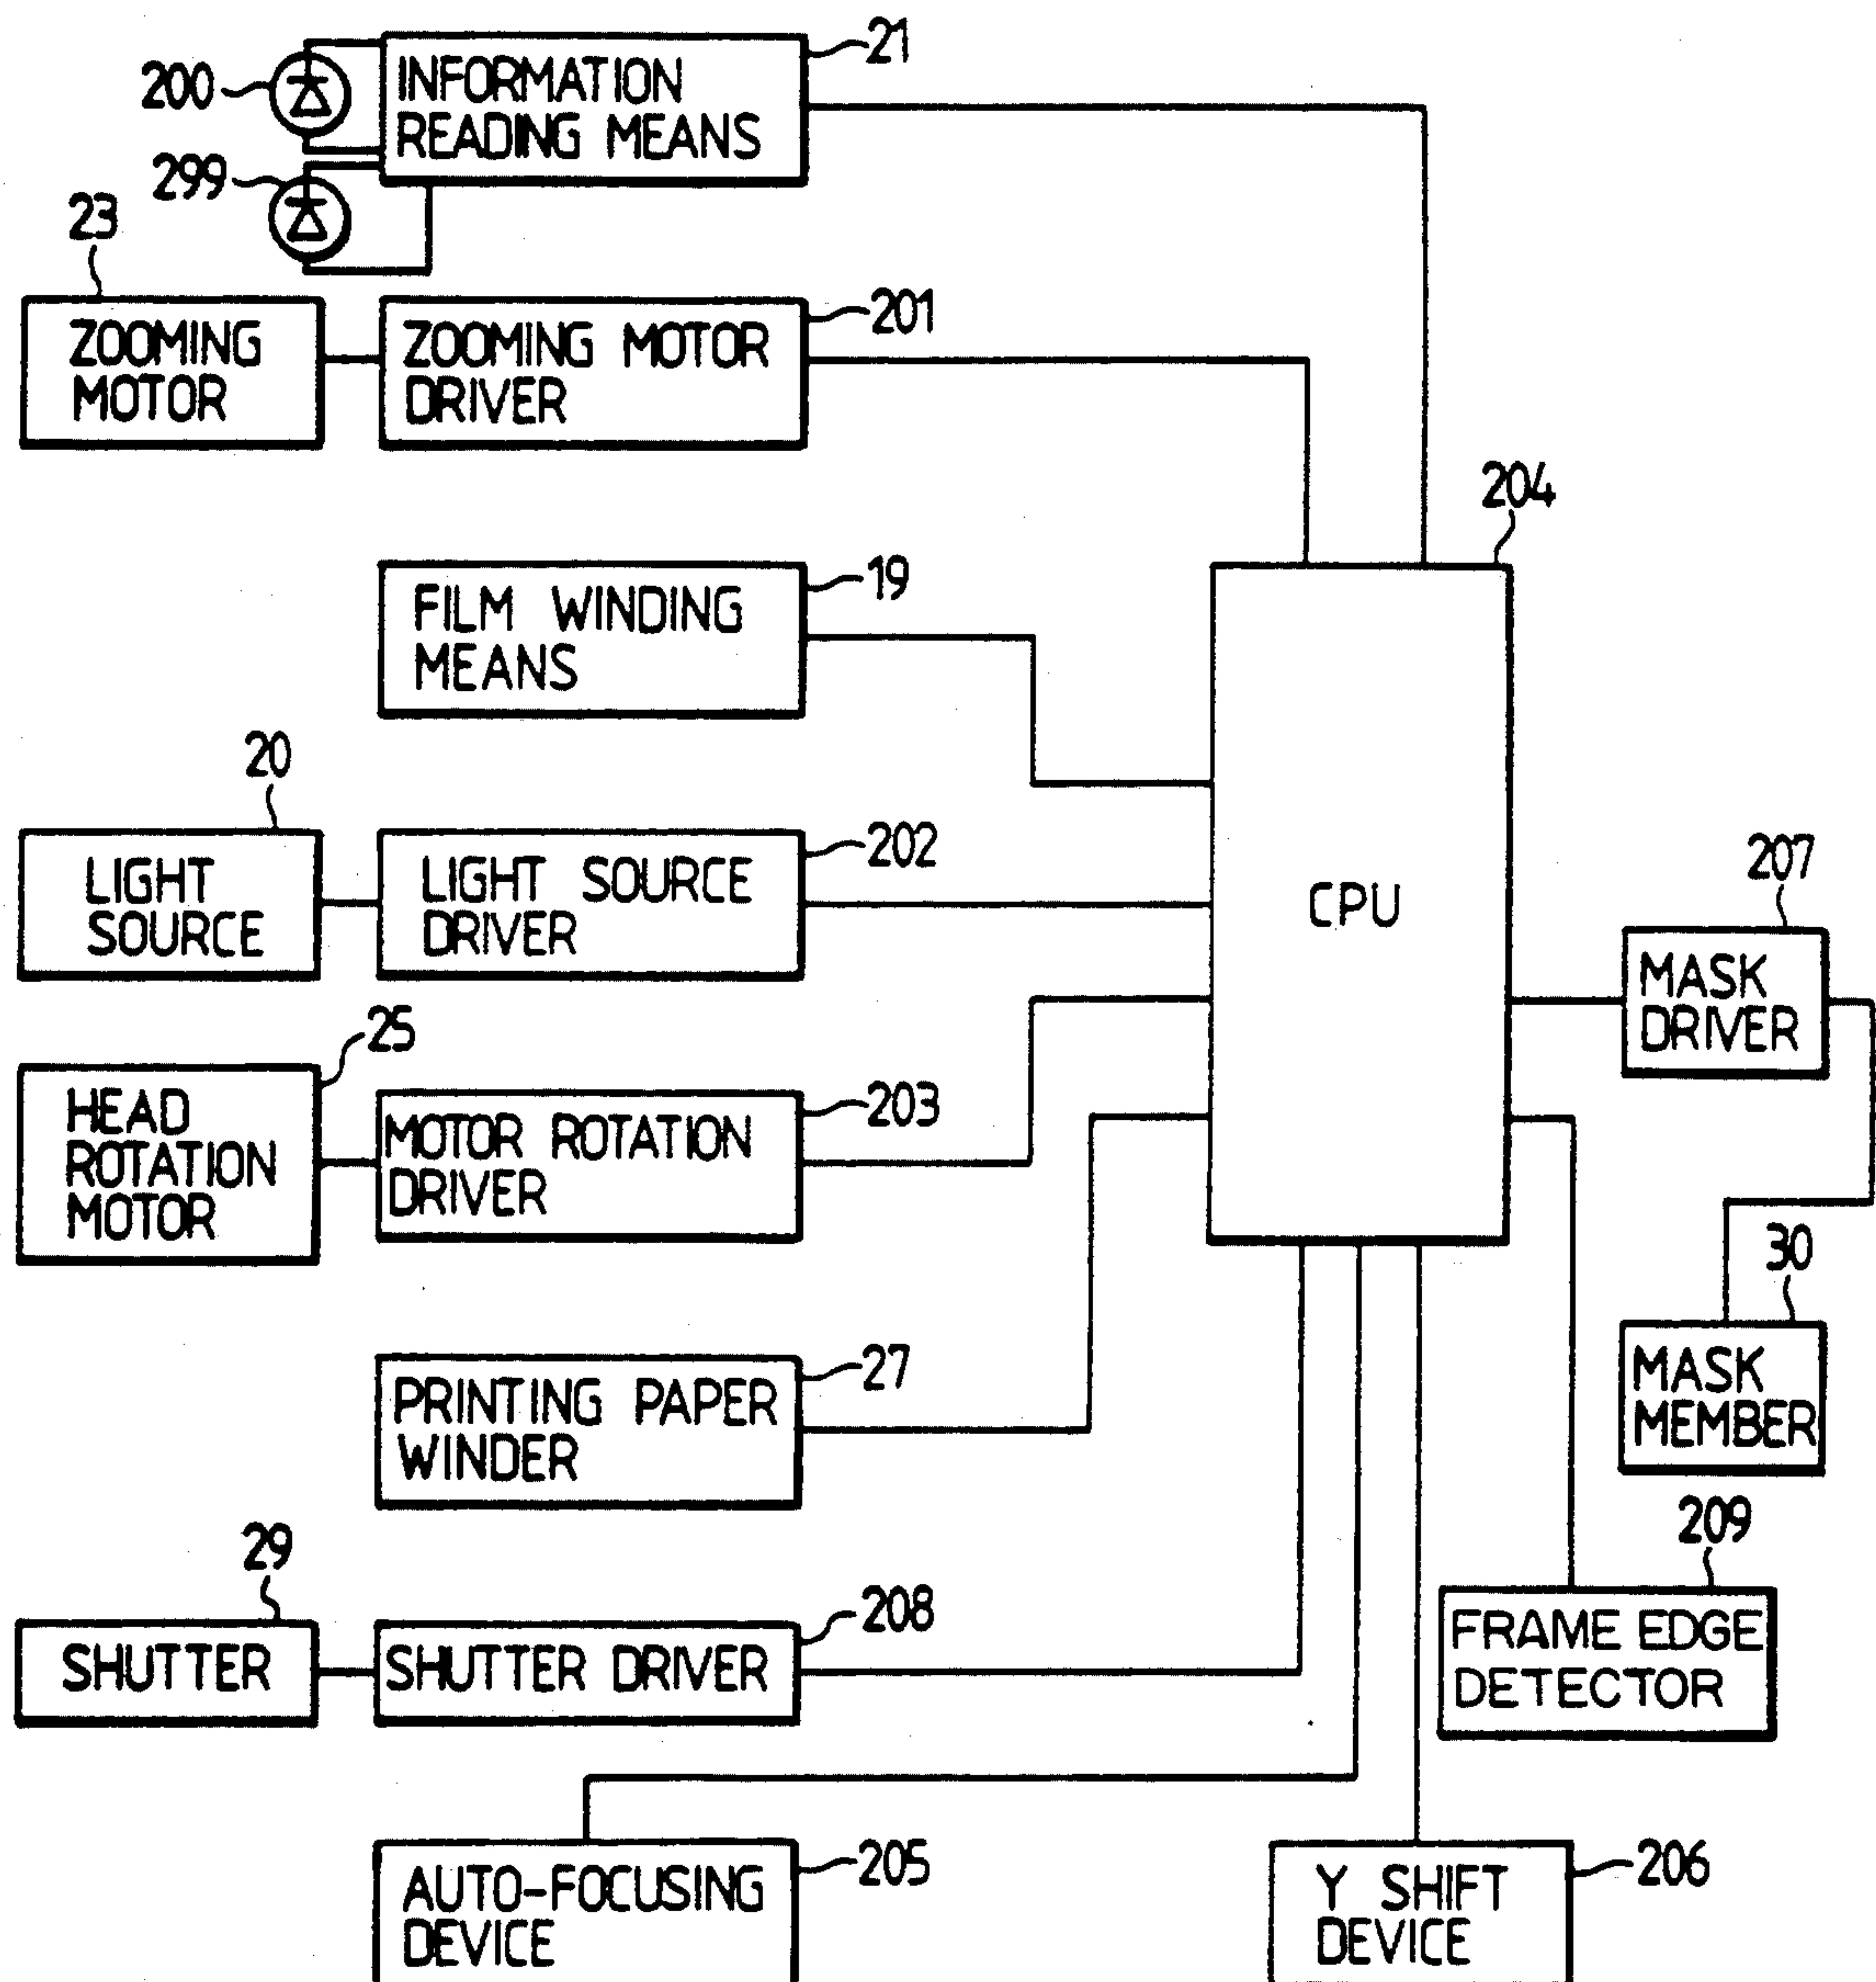 21
200
INFORMATION
READING MEANS
299
23
201
ZOOMING
MOTOR
ZOOMING MOTOR
DRIVER
204
19
FILM WINDING
MEANS
20
202
207
LIGHT
SOURCE
LIGHT SOURCE
DRIVER
CPU
MASK
DRIVER
25
203
HEAD
ROTATION
MOTOR
MOTOR ROTATION
DRIVER
30
27
PRINTING PAPER
WINDER
MASK
MEMBER
209
29
208
SHUTTER
SHUTTER DRIVER
FRAME EDGE
DETECTOR
205
206
AUTO-FOCUSING
DEVICE
Y SHIFT
DEVICE